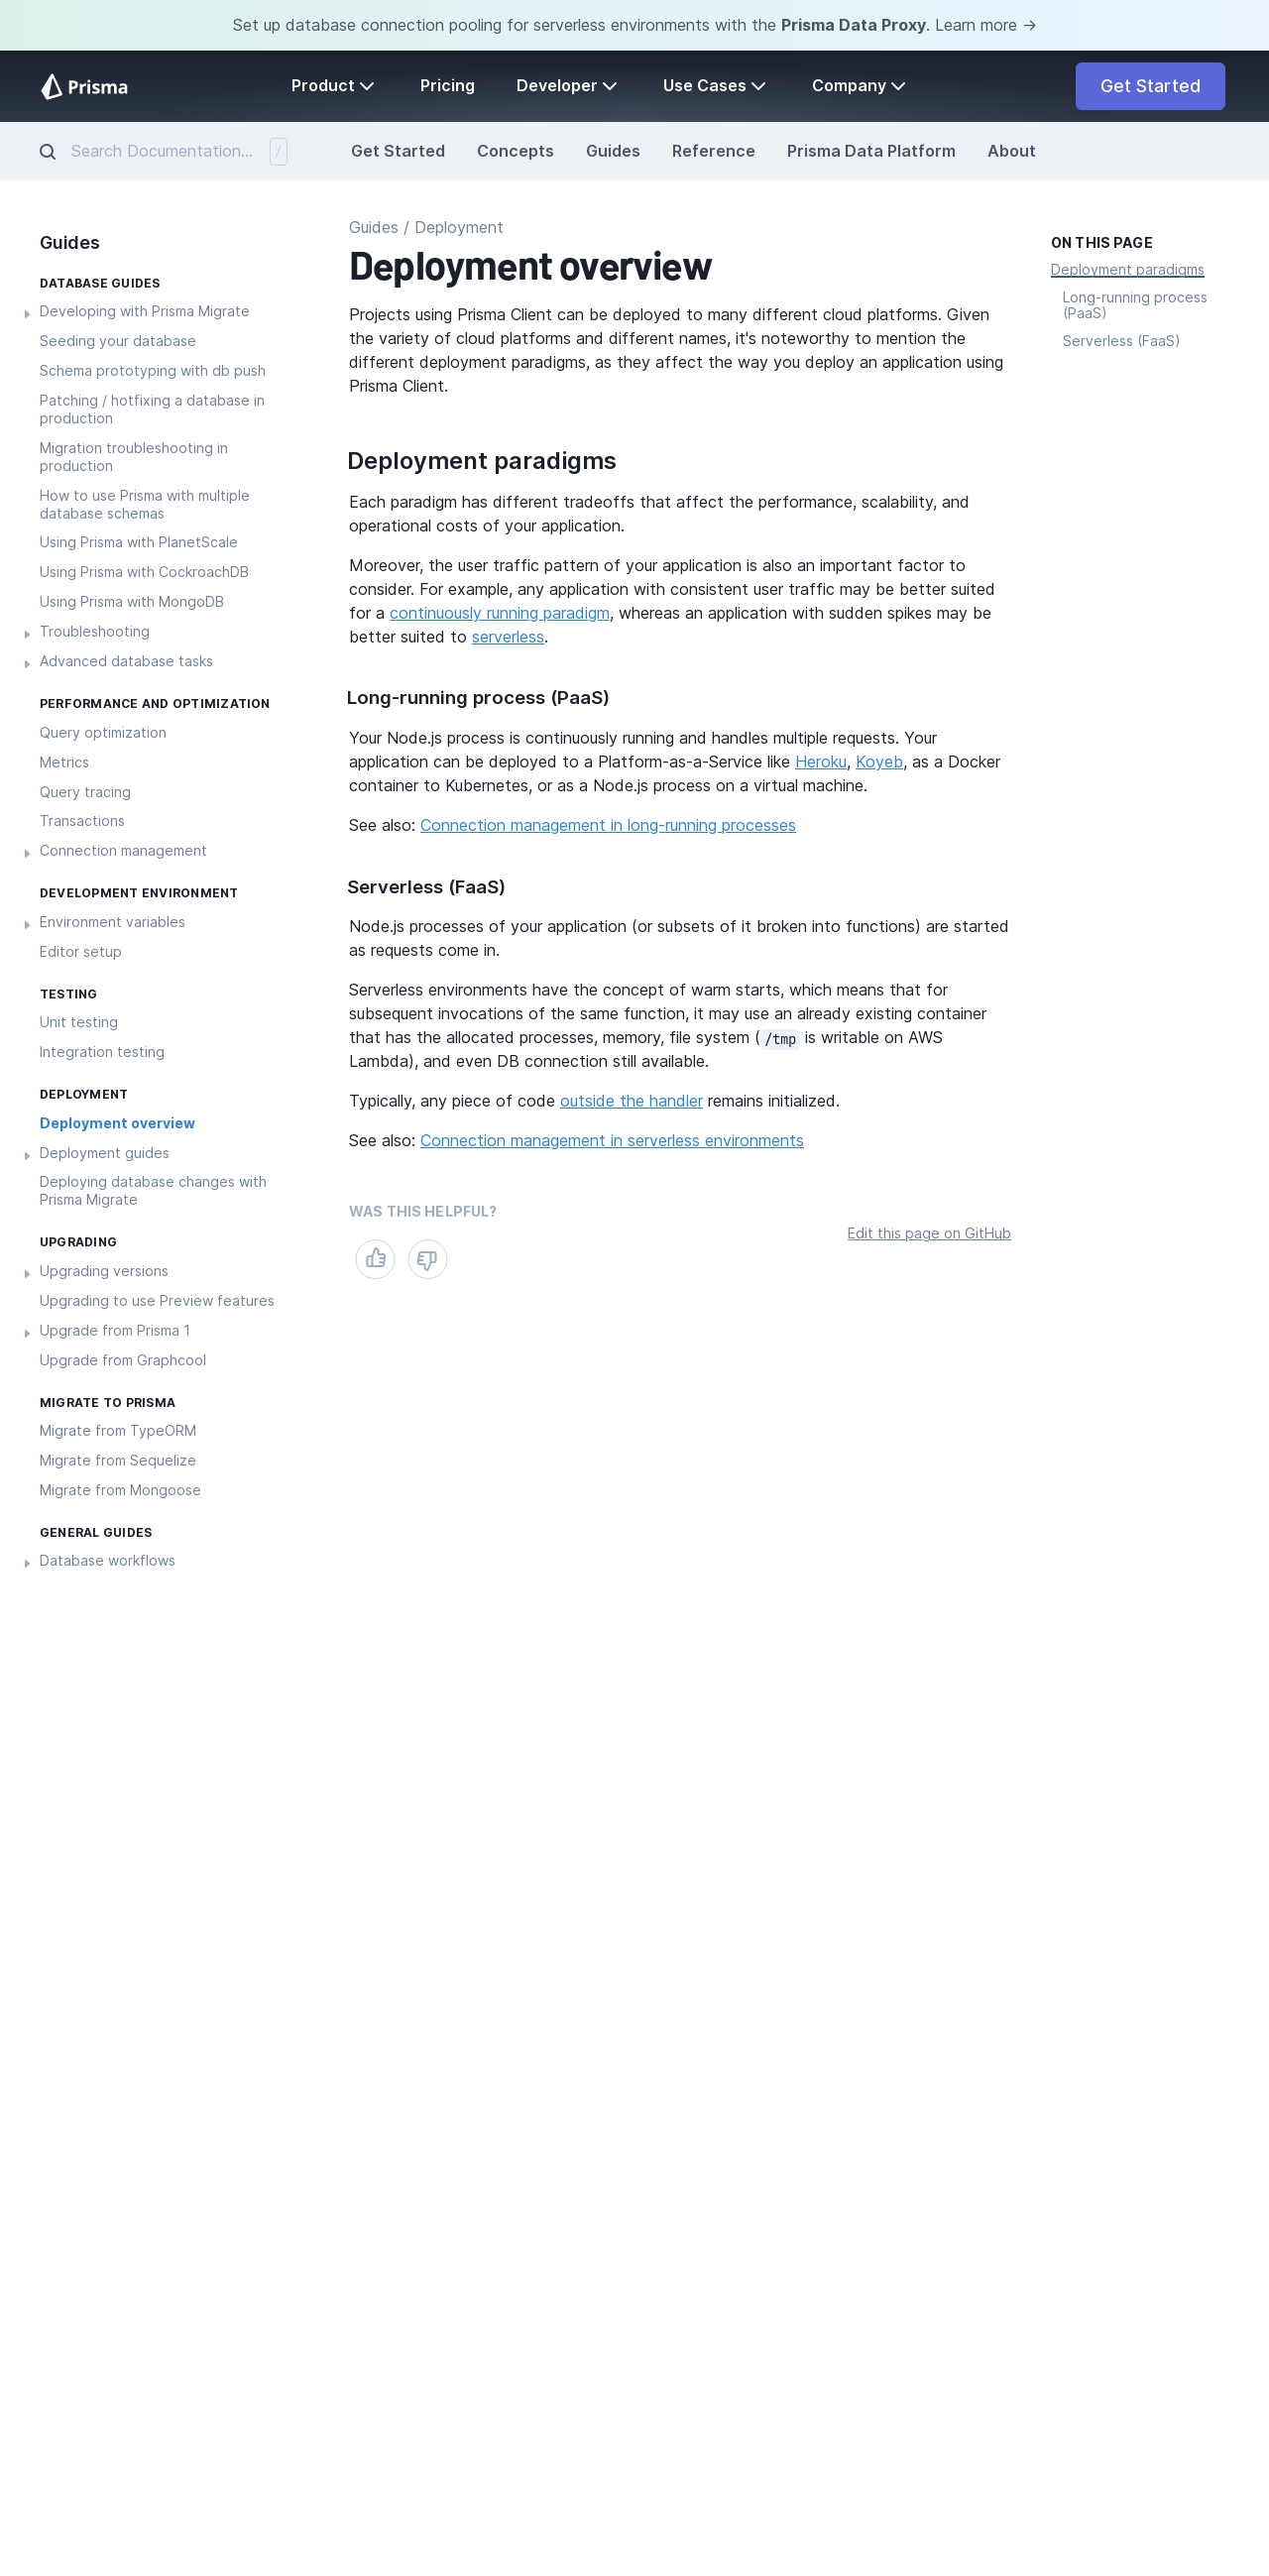 Set up database connection pooling for serverless environments with the Prisma Data Proxy. Learn more →
Prisma
Product
Pricing
Developer
Use Cases
Company
Get Started
Search Documentation...
/
Get Started
Concepts
Guides
Reference
Prisma Data Platform
About
Guides
DATABASE GUIDES
Developing with Prisma Migrate
Seeding your database
Schema prototyping with db push
Patching / hotfixing a database in
production
Migration troubleshooting in
production
How to use Prisma with multiple
database schemas
Using Prisma with PlanetScale
Using Prisma with CockroachDB
Using Prisma with MongoDB
Troubleshooting
Advanced database tasks
PERFORMANCE AND OPTIMIZATION
Query optimization
Metrics
Query tracing
Transactions
Connection management
DEVELOPMENT ENVIRONMENT
Environment variables
Editor setup
TESTING
Unit testing
Integration testing
DEPLOYMENT
Deployment overview
Deployment guides
Deploying database changes with
Prisma Migrate
UPGRADING
Upgrading versions
Upgrading to use Preview features
Upgrade from Prisma 1
Upgrade from Graphcool
MIGRATE TO PRISMA
Migrate from TypeORM
Migrate from Sequelize
Migrate from Mongoose
GENERAL GUIDES
Database workflows
Guides / Deployment
Deployment overview
Projects using Prisma Client can be deployed to many different cloud platforms. Given
the variety of cloud platforms and different names, it's noteworthy to mention the
different deployment paradigms, as they affect the way you deploy an application using
Prisma Client.
Deployment paradigms
Each paradigm has different tradeoffs that affect the performance, scalability, and
operational costs of your application.
Moreover, the user traffic pattern of your application is also an important factor to
consider. For example, any application with consistent user traffic may be better suited
for a continuously running paradigm, whereas an application with sudden spikes may be
better suited to serverless.
Long-running process (PaaS)
Your Node.js process is continuously running and handles multiple requests. Your
application can be deployed to a Platform-as-a-Service like Heroku, Koyeb, as a Docker
container to Kubernetes, or as a Node.js process on a virtual machine.
See also: Connection management in long-running processes
Serverless (FaaS)
Node.js processes of your application (or subsets of it broken into functions) are started
as requests come in.
Serverless environments have the concept of warm starts, which means that for
subsequent invocations of the same function, it may use an already existing container
that has the allocated processes, memory, file system (/tmp is writable on AWS
Lambda), and even DB connection still available.
Typically, any piece of code outside the handler remains initialized.
See also: Connection management in serverless environments
WAS THIS HELPFUL?
Edit this page on GitHub
ON THIS PAGE
Deployment paradigms
Long-running process
(PaaS)
Serverless (FaaS)